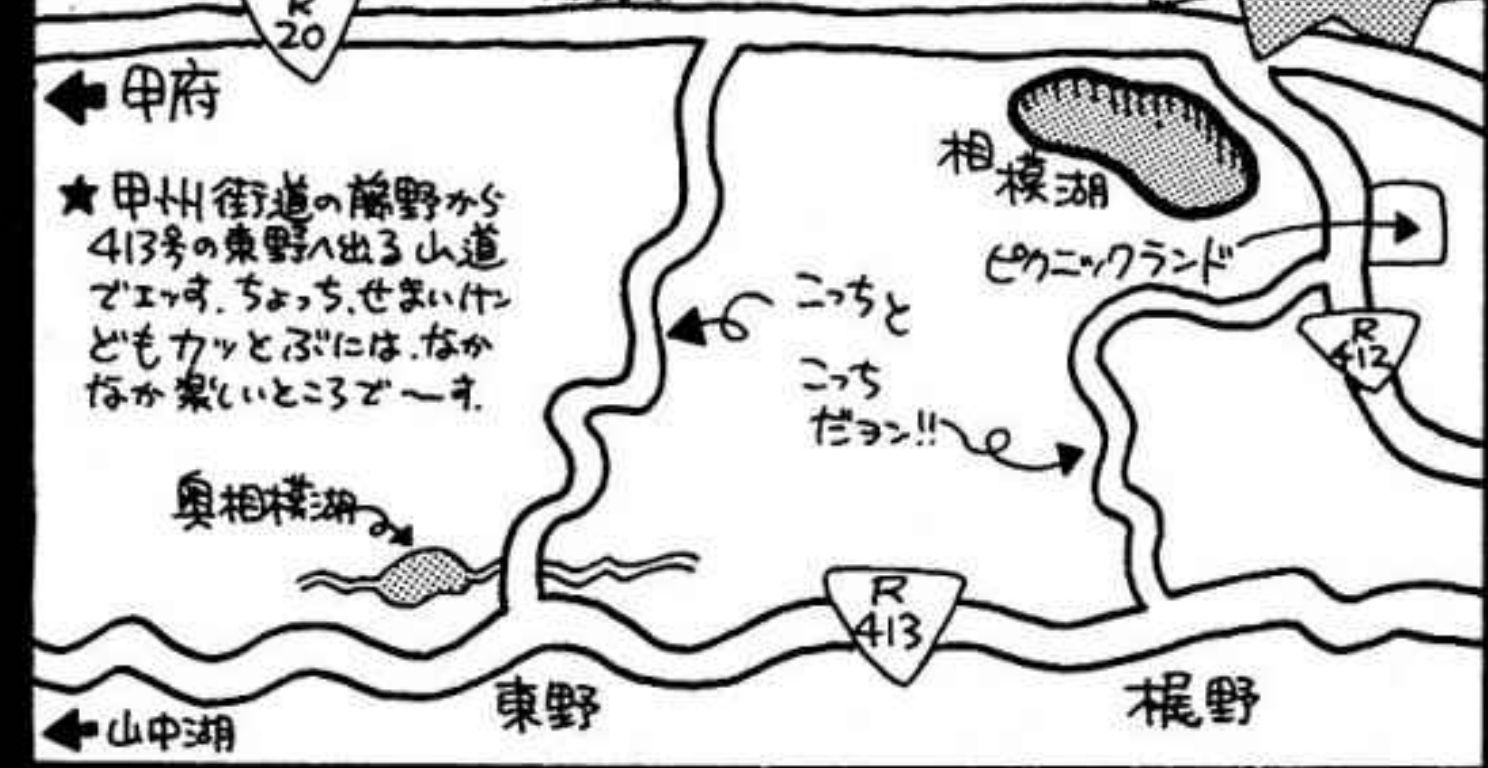 R
20
甲府
★甲州街道の藤野から
413号の東野へ出る山道
でエッす.ちょっち、せまいけン
どもカッとぶには、なか
なか楽しいところで〜す.
相模湖
ピクニックランド
R
412
こっちと
こっち
だヨン!!
奥相模湖
R
413
東野
梶野
山中湖